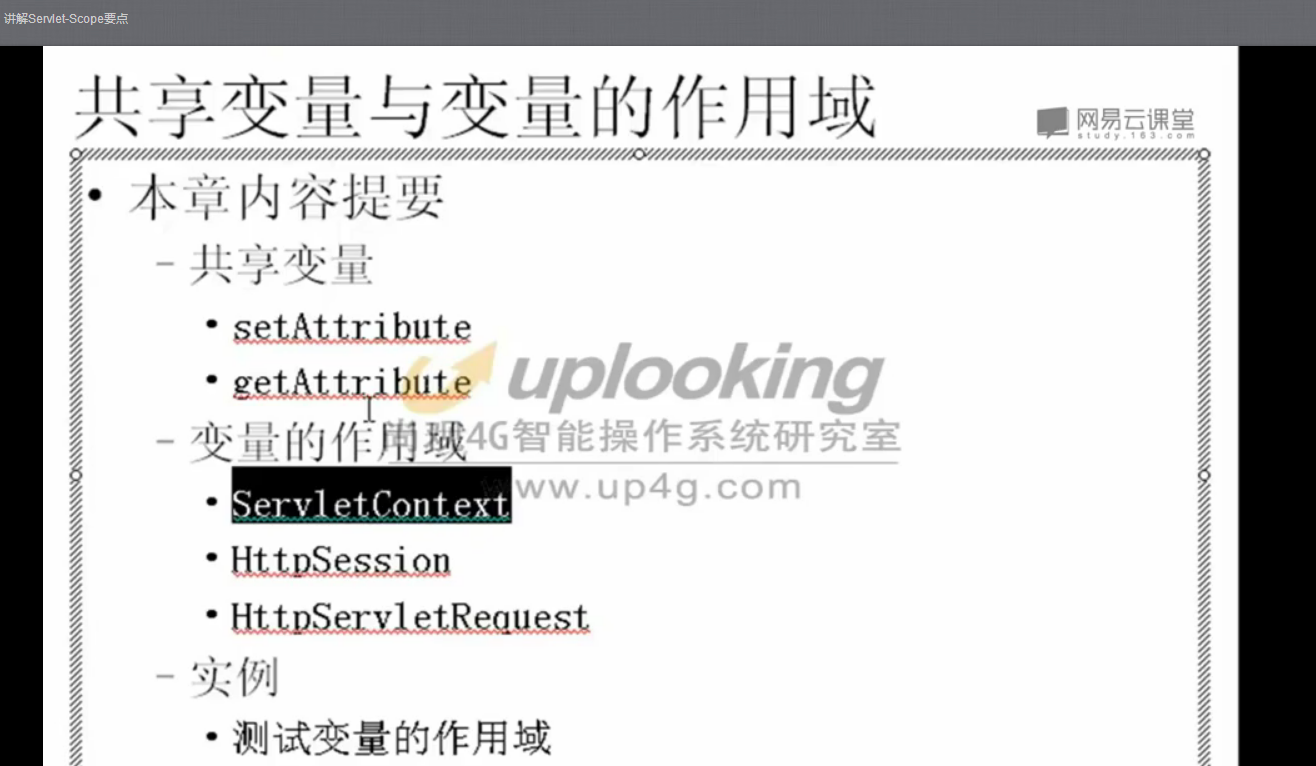 讲解Servlet-Scope要点
共享变量与变量的作用域
网易云课堂
study.163.com
• 本章内容提要
– 共享变量
• setAttribute
• getAttribute
uplooking
– 变量的作用域
尚观4G智能操作系统研究室
• ServletContext
www.up4g.com
• HttpSession
• HttpServletRequest
– 实例
• 测试变量的作用域